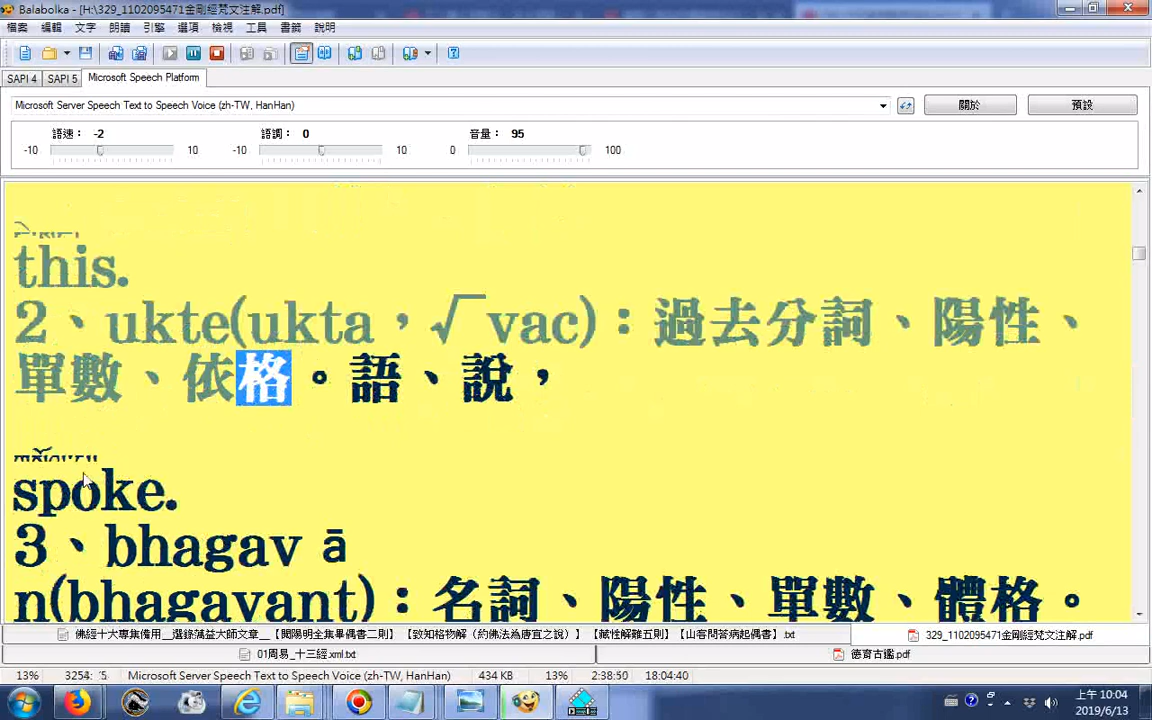 Balabolka - [H:\329_1102095471金剛經梵文注解.pdf]
檔案 編輯 文字 朗讀 引擎 選項 檢視 工具 書籤 說明
SAPI 4 SAPI 5 Microsoft Speech Platform
Microsoft Server Speech Text to Speech Voice (zh-TW, HanHan) 關於 預設
語速： -2 語調： 0 音量： 95
-10 10 -10 10 0 100
this.
2、ukte(ukta，√vac)：過去分詞、陽性、
單數、依格。語、說，
spoke.
3、bhagav ā
n(bhagavant)：名詞、陽性、單數、體格。
佛經十大專集備用__選錄蕅益大師文章__【閱陽明全集畢偶書二則】【致知格物解（約佛法為唐宜之說）】【藏性解難五則】【山客問答病起偶書】.txt 329_1102095471金剛經梵文注解.pdf
01周易_十三經.xml.txt 德育古鑑.pdf
13% Microsoft Server Speech Text to Speech Voice (zh-TW, HanHan) 434 KB 13% 2:38:50 18:04:40
上午 10:04
2019/6/13